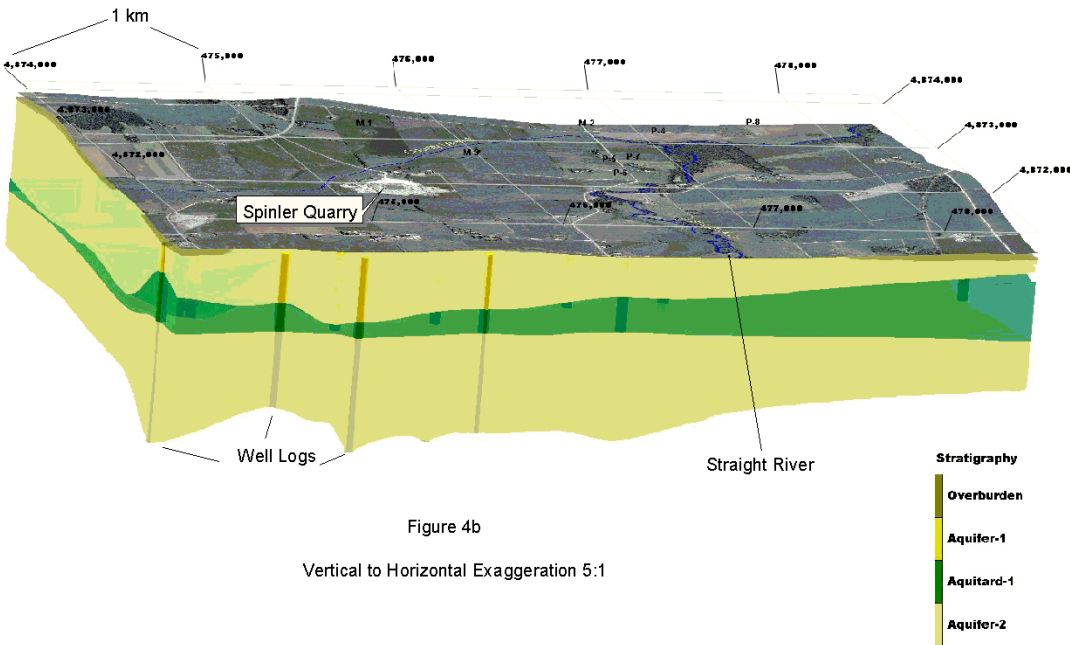 1 km
4,874,000
475,000
476,000
477,000
478,000
4,874,000
4,873,000
4,873,000
M-1
M-3
P-4
P-8
4,872,000
4,872,000
P-7
P-6
Spinler Quarry
475,000
476,000
477,000
478,000
Well Logs
Straight River
Stratigraphy
Overburden
Aquifer-1
Aquitard-1
Aquifer-2
Figure 4b
Vertical to Horizontal Exaggeration 5:1